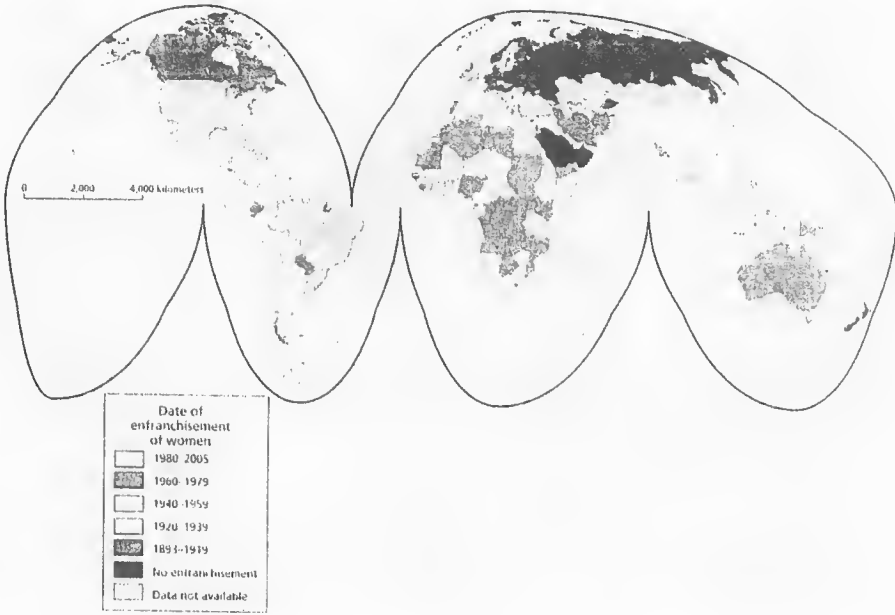 0 2,000 4,000 kilometers
Date of
enfranchisement
of women
1980-2005
1960-1979
1940-1959
1920-1939
1893-1919
No enfranchisement
Data not available